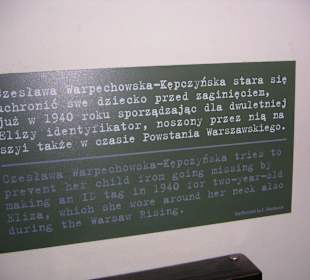 Czesława Warpechowska-Kępczyńska stara się
uchronić swe dziecko przed zaginięciem,
już w 1940 roku sporządzając dla dwuletniej
Elizy identyfikator, noszony przez nią na
szyi także w czasie Powstania Warszawskiego.
Czesława Warpechowska-Kępczyńska tries to
prevent her child from going missing by
making an ID tag in 1940 for two-year-old
Eliza, which she wore around her neck also
during the Warsaw Rising.